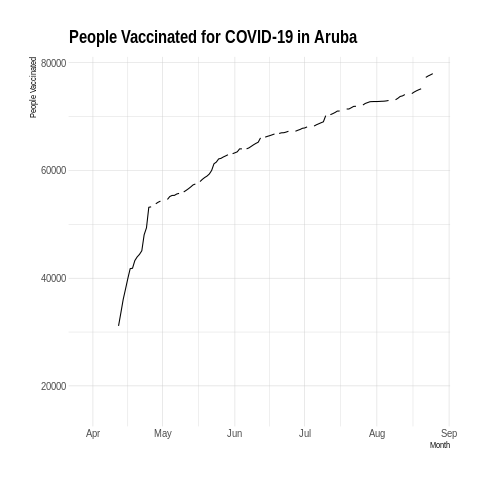 People Vaccinated for COVID-19 in Aruba
People Vaccinated
80000
60000
40000
20000
Apr May Jun Jul Aug Sep
Month